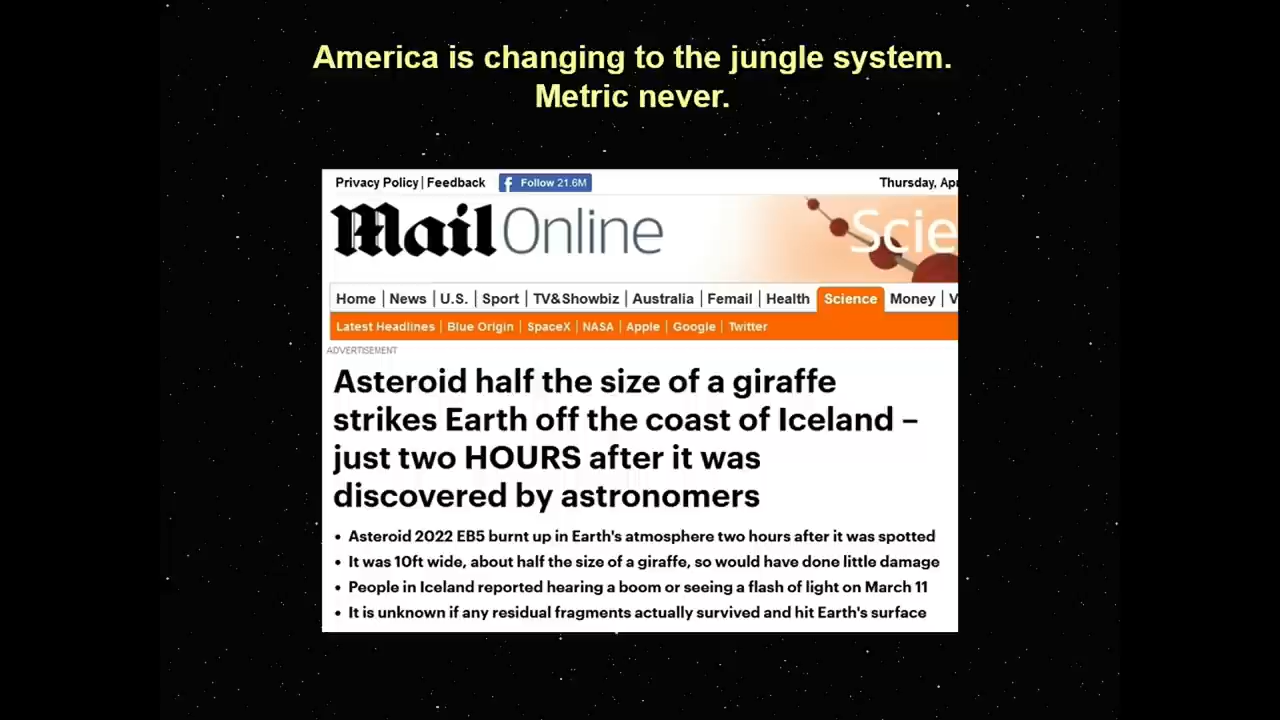 America is changing to the jungle system.
Metric never.
Privacy Policy | Feedback
Follow 21.6M
Thursday, Apr
Mail Online
Scie
Home | News | U.S. | Sport | TV&Showbiz | Australia | Femail | Health | Science | Money | V
Latest Headlines | Blue Origin | SpaceX | NASA | Apple | Google | Twitter
ADVERTISEMENT
Asteroid half the size of a giraffe
strikes Earth off the coast of Iceland –
just two HOURS after it was
discovered by astronomers
• Asteroid 2022 EB5 burnt up in Earth's atmosphere two hours after it was spotted
• It was 10ft wide, about half the size of a giraffe, so would have done little damage
• People in Iceland reported hearing a boom or seeing a flash of light on March 11
• It is unknown if any residual fragments actually survived and hit Earth's surface